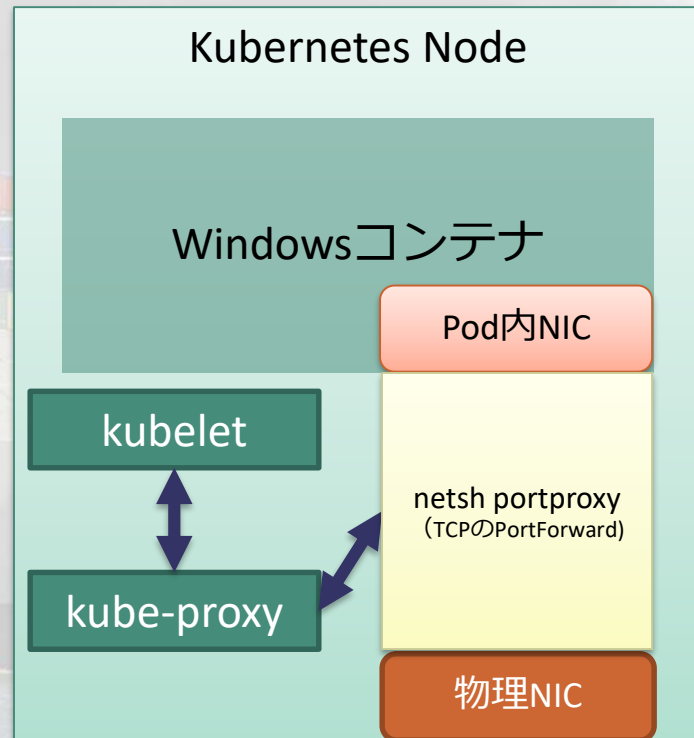 Kubernetes Node
Windowsコンテナ
Pod内NIC
kubelet
netsh portproxy
（TCPのPortForward)
kube-proxy
物理NIC